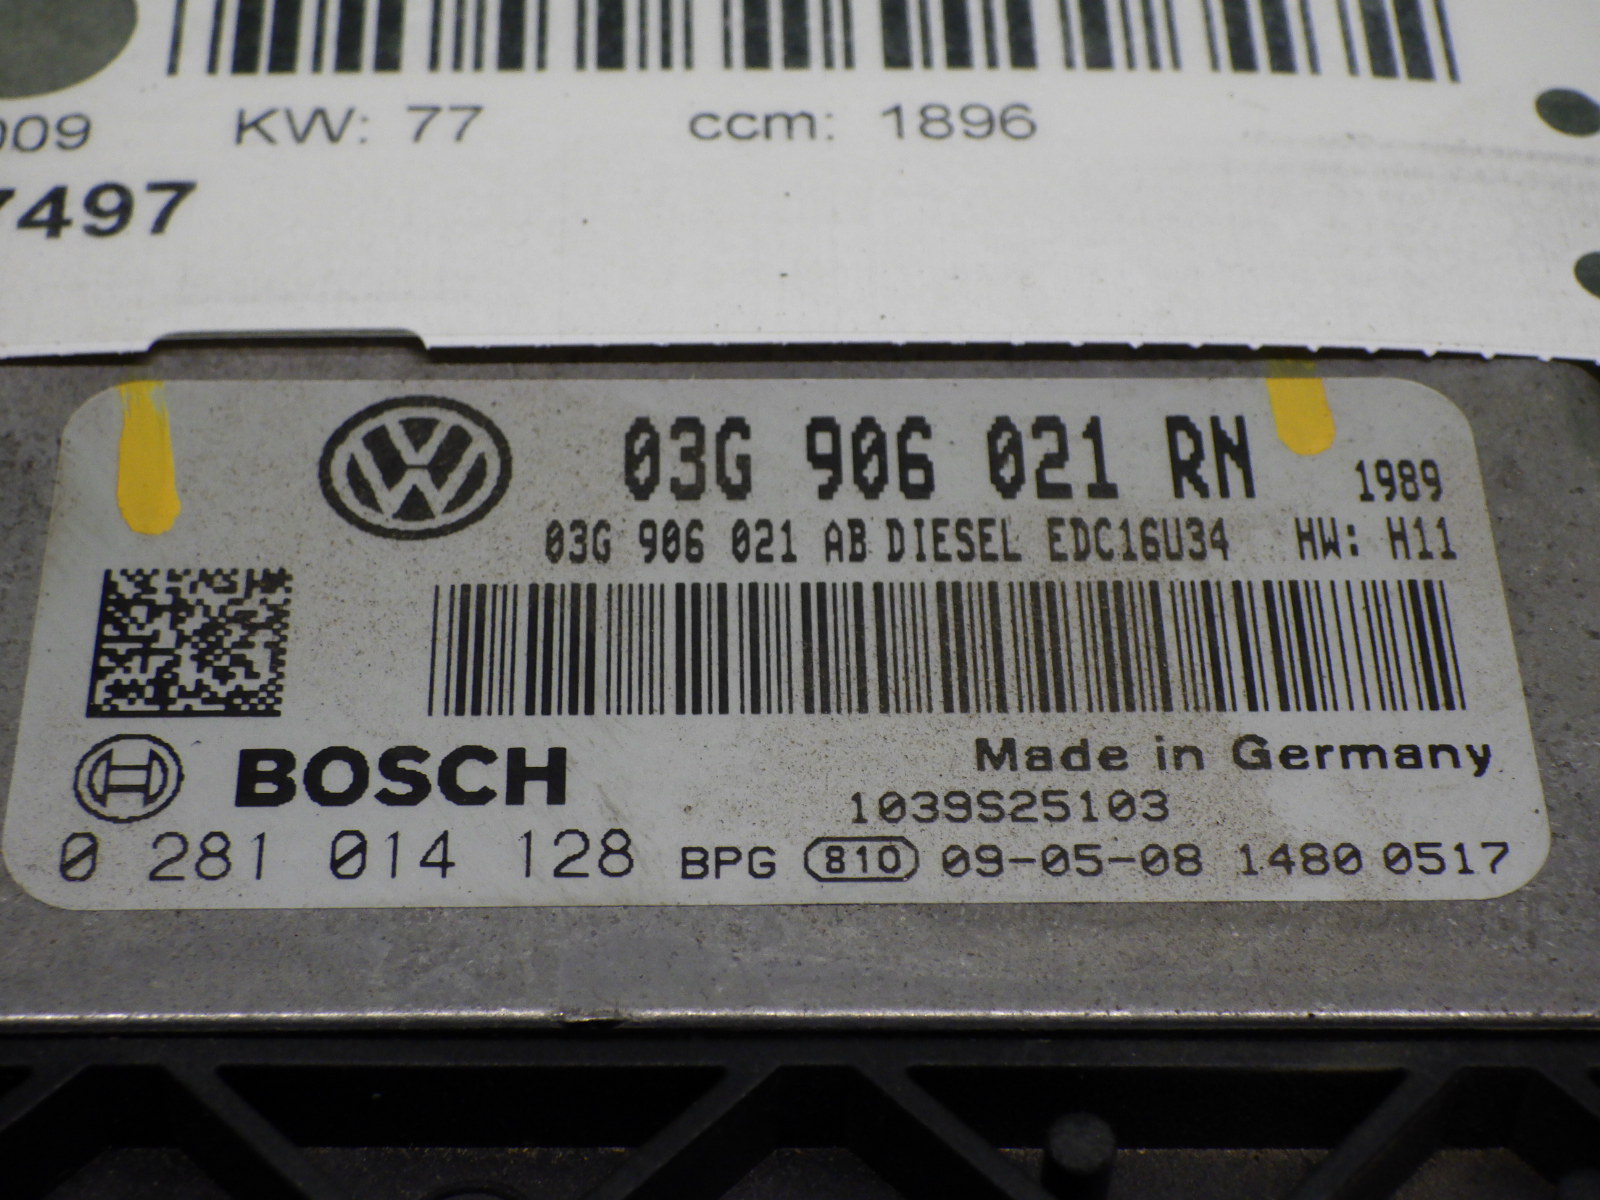 009 KW: 77 ccm: 1896
7497
03G 906 021 RN 1989
03G 906 021 AB DIESEL EDC16U34 HW: H11
BOSCH Made in Germany
1039S25103
0 281 014 128 BPG 810 09-05-08 1480 0517